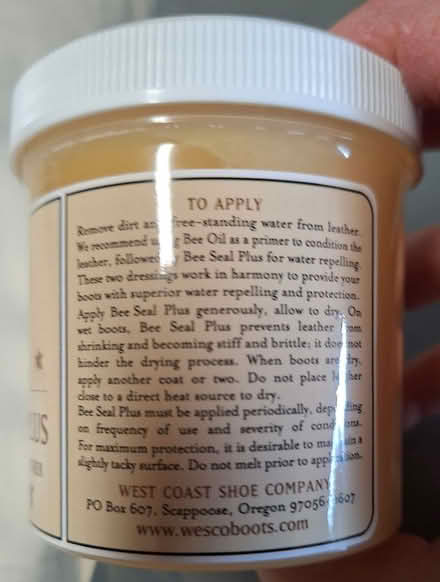 TO APPLY
Remove dirt and free-standing water from leather.
We recommend using Bee Oil as a primer to condition the
leather, followed by Bee Seal Plus for water repelling.
These two dressings work in harmony to provide your
boots with superior water repelling and protection.
Apply Bee Seal Plus generously, allow to dry. On
wet boots, Bee Seal Plus prevents leather from
shrinking and becoming stiff and brittle; it does not
hinder the drying process. When boots are dry,
apply another coat or two. Do not place leather
close to a direct heat source to dry.
Bee Seal Plus must be applied periodically, depending
on frequency of use and severity of conditions.
For maximum protection, it is desirable to maintain a
slightly tacky surface. Do not melt prior to application.
WEST COAST SHOE COMPANY
PO Box 607, Scappoose, Oregon 97056-0607
www.wescoboots.com